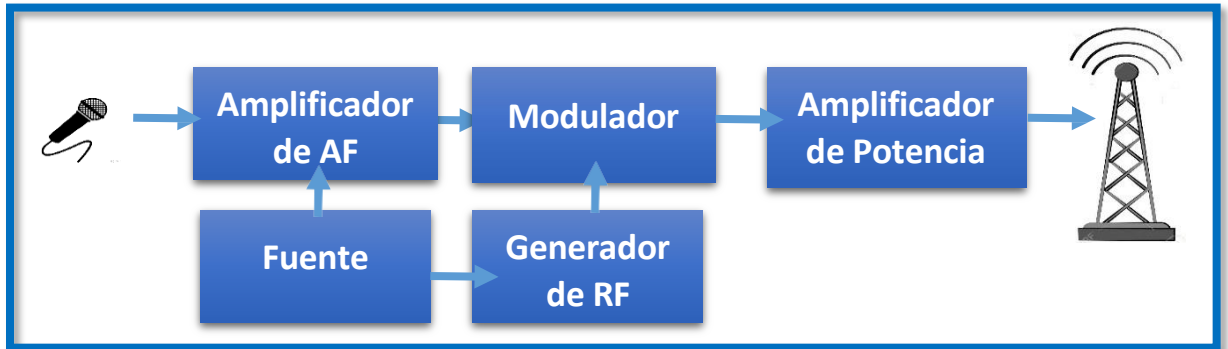 Amplificador
de AF
Modulador
Amplificador
de Potencia
Fuente
Generador
de RF